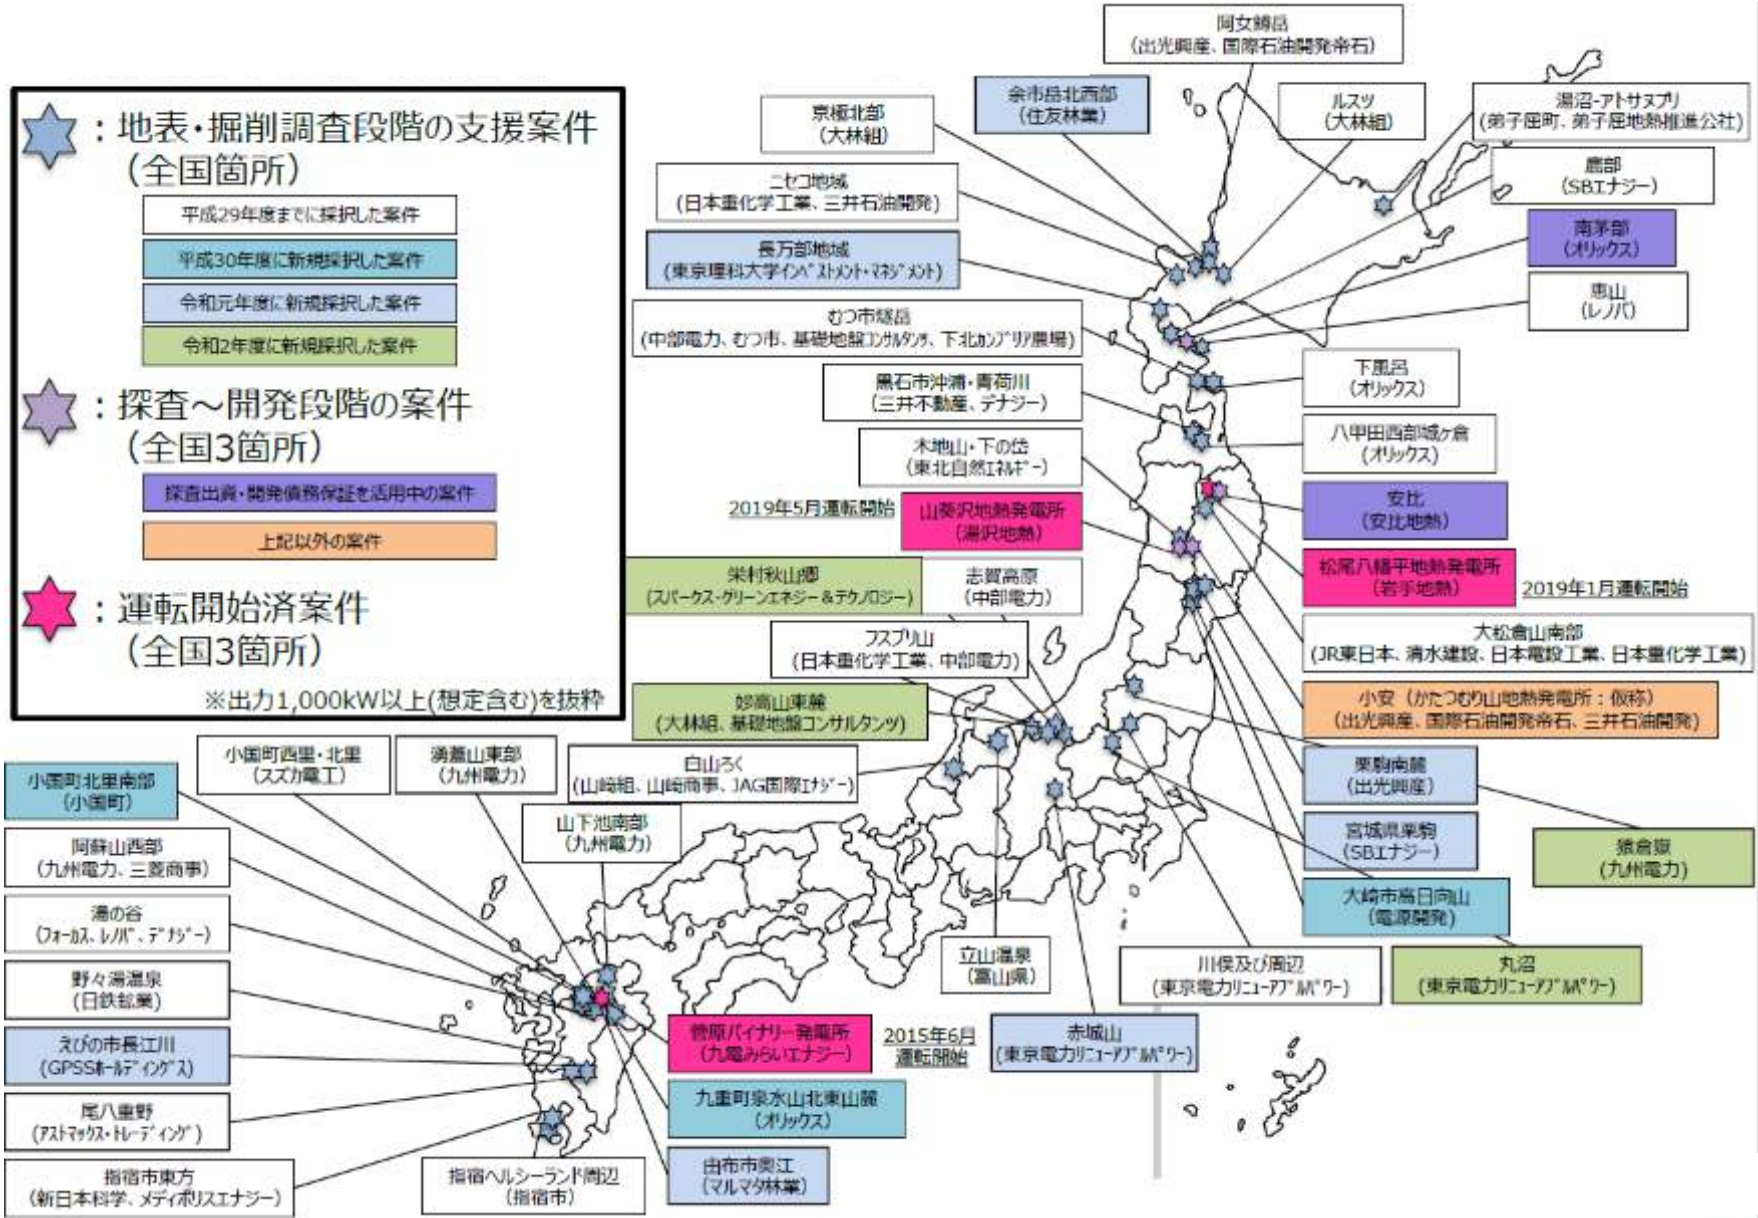 ：地表・掘削調査段階の支援案件
（全国箇所）
平成29年度までに採択した案件
平成30年度に新規採択した案件
令和元年度に新規採択した案件
令和2年度に新規採択した案件
：探査～開発段階の案件
（全国3箇所）
探査出資・開発債務保証を活用中の案件
上記以外の案件
：運転開始済案件
（全国3箇所）
※出力1,000kW以上(想定含む)を抜粋
阿女鱒岳
（出光興産、国際石油開発帝石）
余市岳北西部
（住友林業）
京極北部
（大林組）
ルスツ
（大林組）
湯沼-アトサヌプリ
（弟子屈町、弟子屈地熱推進公社）
ニセコ地域
（日本重化学工業、三井石油開発）
鹿部
（SBエナジー）
南茅部
（オリックス）
長万部地域
（東京理科大学インベストメント・マネジメント）
恵山
（レノバ）
むつ市燧岳
（中部電力、むつ市、基礎地盤コンサルタンツ、下北カンブリア農場）
下風呂
（オリックス）
黒石市沖浦・青荷川
（三井不動産、デナジー）
八甲田西部城ヶ倉
（オリックス）
木地山・下の岱
（東北自然エネルギー）
2019年5月運転開始
山葵沢地熱発電所
（湯沢地熱）
安比
（安比地熱）
松尾八幡平地熱発電所
（岩手地熱）
2019年1月運転開始
栄村秋山郷
（スパークス・グリーンエネジー＆テクノロジー）
志賀高原
（中部電力）
大松倉山南部
（JR東日本、清水建設、日本電設工業、日本重化学工業）
フスブリ山
（日本重化学工業、中部電力）
小安（かたつむり山地熱発電所：仮称）
（出光興産、国際石油開発帝石、三井石油開発）
妙高山東麓
（大林組、基礎地盤コンサルタンツ）
栗駒南麓
（出光興産）
白山ろく
（山崎組、山崎商事、JAG国際エナジー）
宮城県栗駒
（SBエナジー）
猿倉嶽
（九州電力）
大崎市高日向山
（電源開発）
小国町西里・北里
（スズカ電工）
湧蓋山東部
（九州電力）
小国町北里南部
（小国町）
山下池南部
（九州電力）
阿蘇山西部
（九州電力、三菱商事）
湯の谷
（フォーカス、レノバ、デナジー）
野々湯温泉
（日鉄鉱業）
立山温泉
（富山県）
川俣及び周辺
（東京電力リニューアブルパワー）
丸沼
（東京電力リニューアブルパワー）
えびの市長江川
（GPSSホールディングス）
菅原バイナリー発電所
（九電みらいエナジー）
2015年6月
運転開始
赤城山
（東京電力リニューアブルパワー）
尾八重野
（アストマックス・トレーディング）
九重町泉水山北東山麓
（オリックス）
指宿市東方
（新日本科学、メディポリスエナジー）
指宿ヘルシーランド周辺
（指宿市）
由布市奥江
（マルマタ林業）